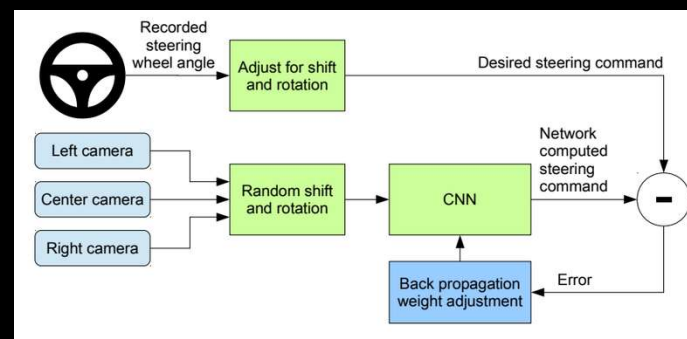 Recorded
steering
wheel angle
Adjust for shift
and rotation
Desired steering command
Left camera
Center camera
Right camera
Random shift
and rotation
CNN
Network
computed
steering
command
-
Back propagation
weight adjustment
Error